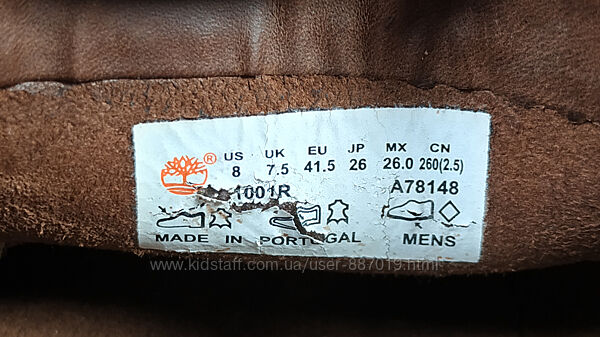 US UK EU JP MX CN
® 8 7.5 41.5 26 26.0 260(2.5)
1001R A78148
MADE IN PORTUGAL MENS
www.kidstaff.com.ua/user-887019.html